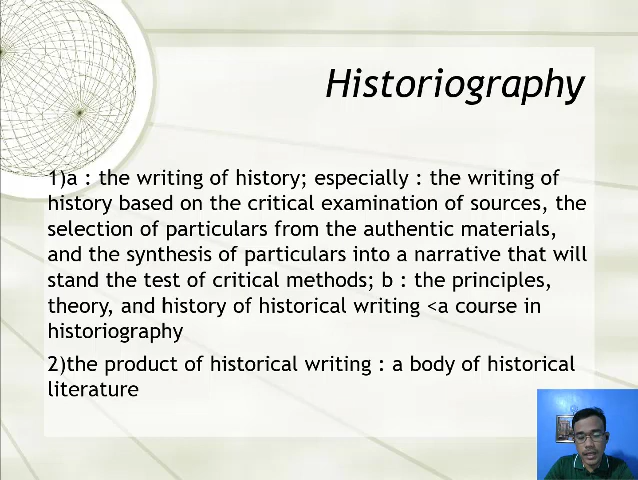 Historiography
1)a : the writing of history; especially : the writing of
history based on the critical examination of sources, the
selection of particulars from the authentic materials,
and the synthesis of particulars into a narrative that will
stand the test of critical methods; b : the principles,
theory, and history of historical writing <a course in
historiography
2)the product of historical writing : a body of historical
literature